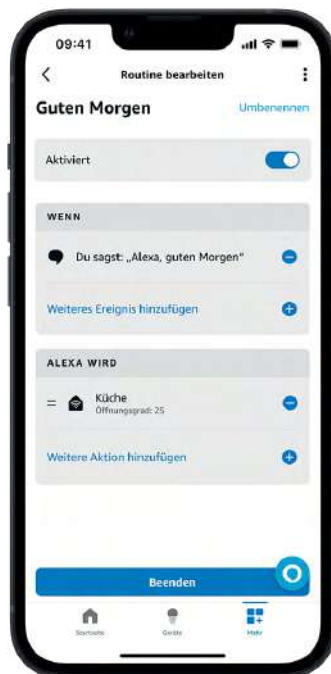 09:41
Routine bearbeiten
Guten Morgen
Umbenennen
Aktiviert
WENN
Du sagst: „Alexa, guten Morgen"
Weiteres Ereignis hinzufügen
ALEXA WIRD
Küche
Öffnungsgrad: 25
Weitere Aktion hinzufügen
Beenden
Startseite
Geräte
Mehr